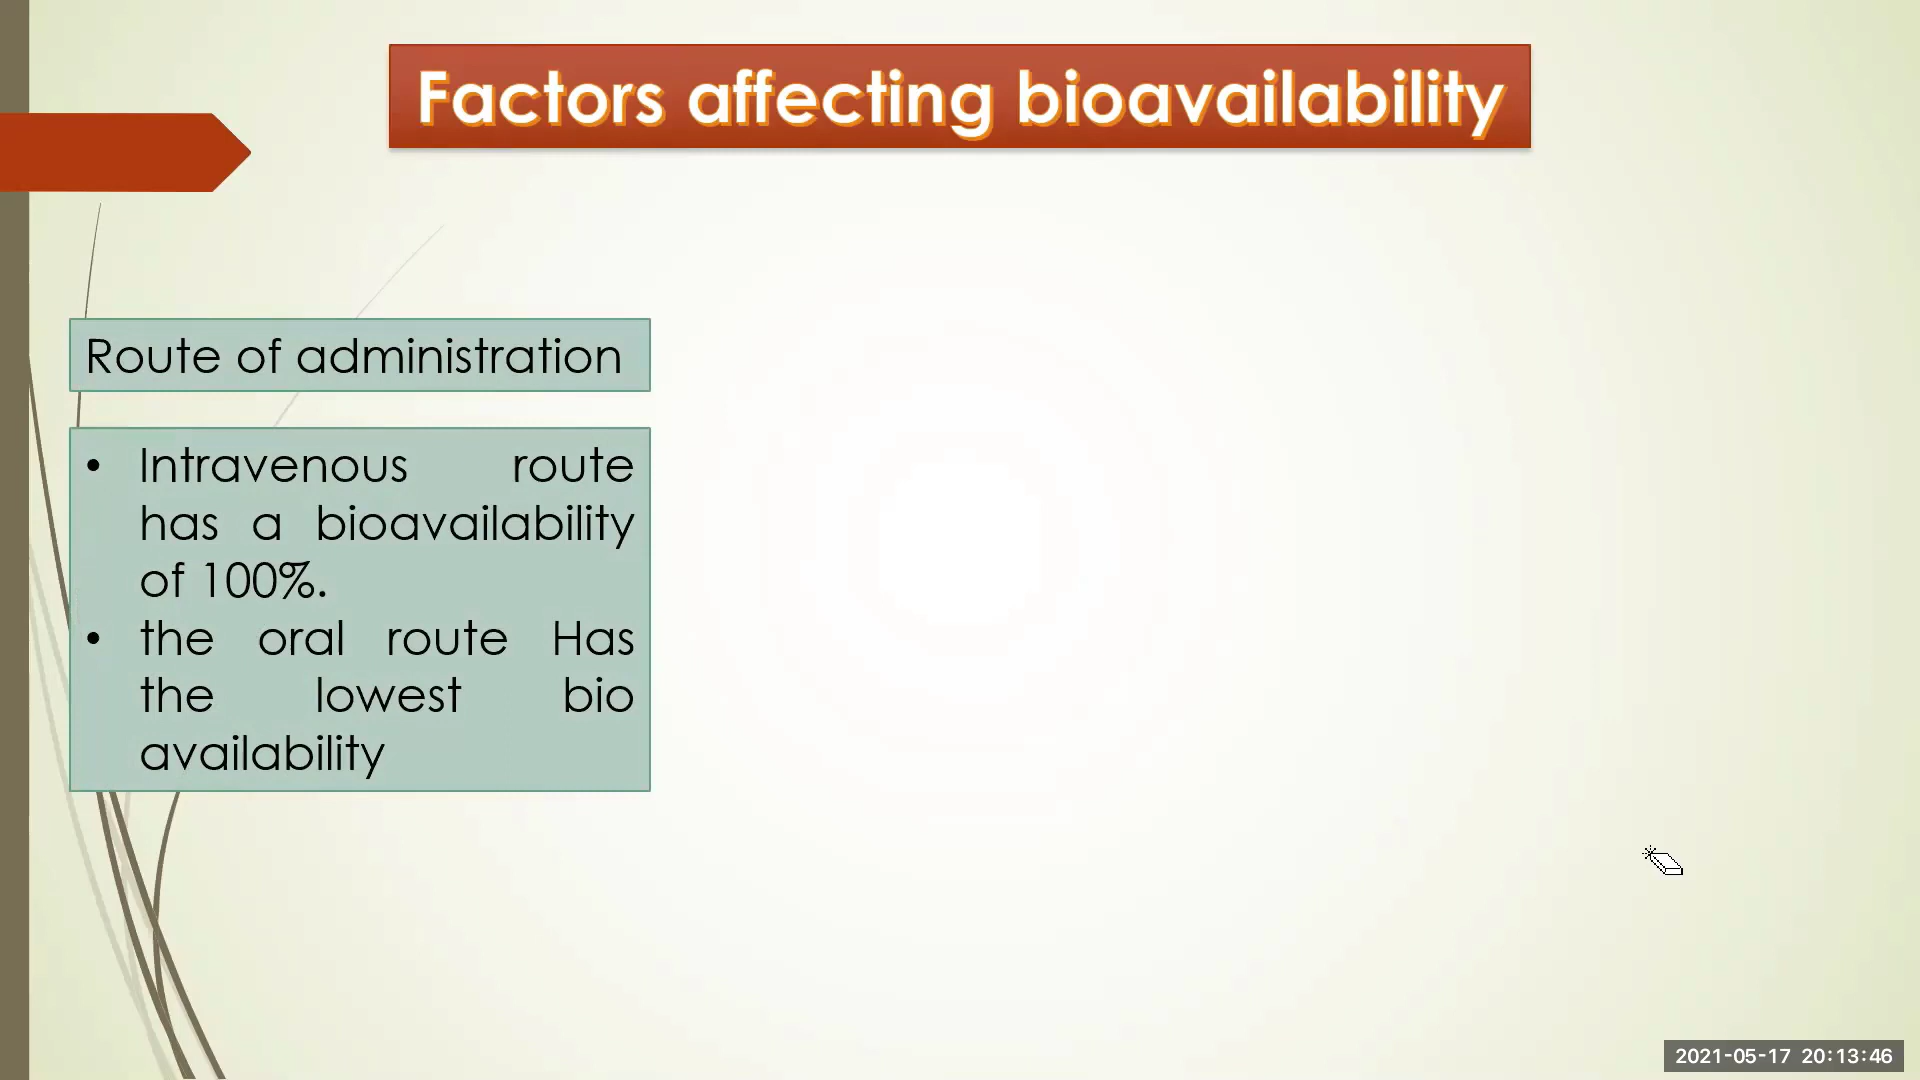 Factors affecting bioavailability
Route of administration
• Intravenous route
has a bioavailability
of 100%.
• the oral route Has
the lowest bio
availability
2021-05-17 20:13:46